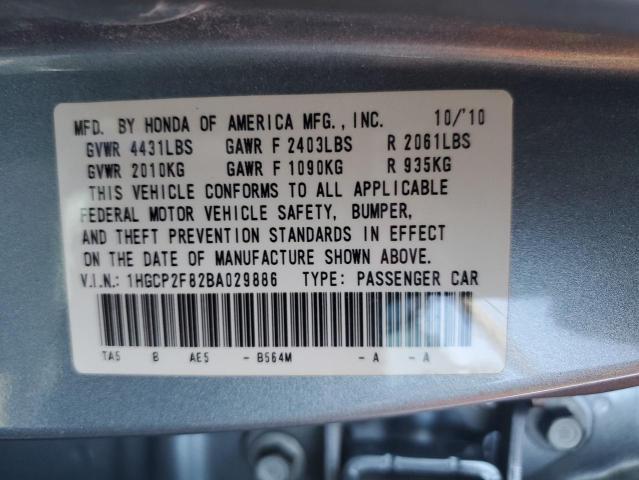 MFD. BY HONDA OF AMERICA MFG., INC. 10/'10
GVWR 4431LBS GAWR F 2403LBS R 2061LBS
GVWR 2010KG GAWR F 1090KG R 935KG
THIS VEHICLE CONFORMS TO ALL APPLICABLE
FEDERAL MOTOR VEHICLE SAFETY, BUMPER,
AND THEFT PREVENTION STANDARDS IN EFFECT
ON THE DATE OF MANUFACTURE SHOWN ABOVE.
V.I.N.: 1HGCP2F82BA029886 TYPE: PASSENGER CAR
TA5 B AE5 - B564M - A - A